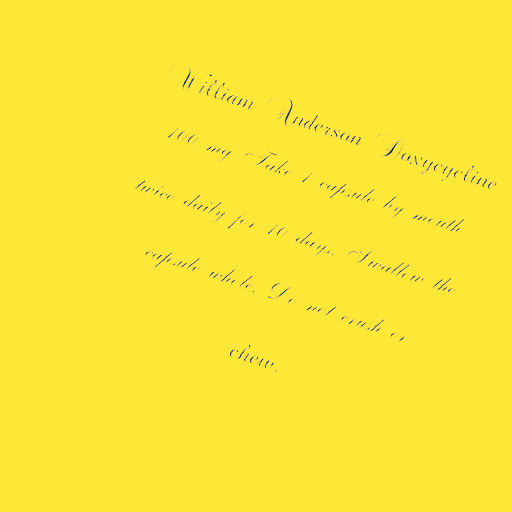 William Anderson Doxycycline
100 mg Take 1 capsule by mouth
twice daily for 10 days. Swallow the
capsule whole. Do not crush or
chew.